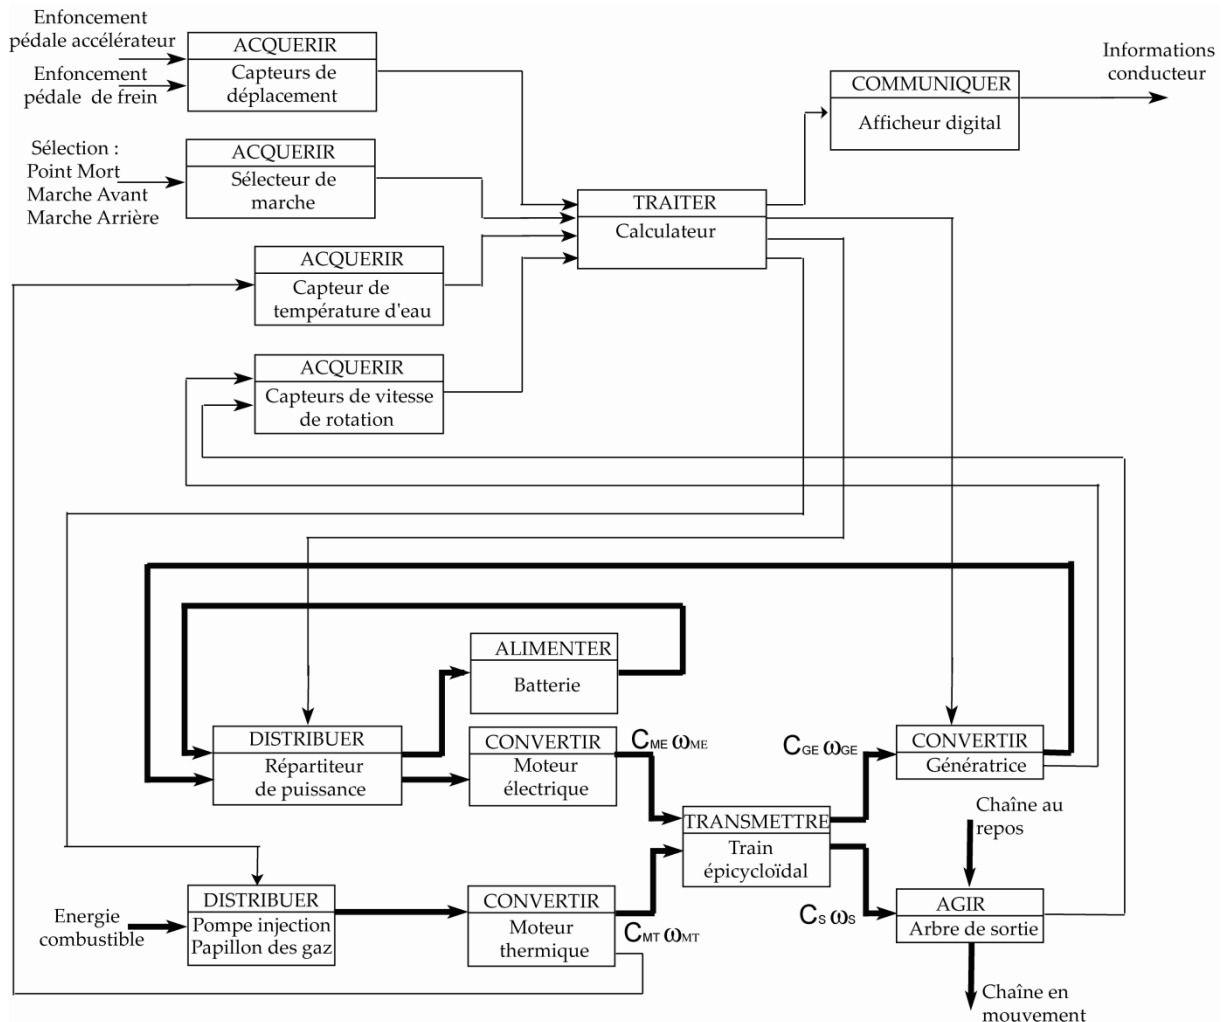 Enfoncement
pédale accélérateur
Enfoncement
pédale de frein
ACQUERIR
Capteurs de
déplacement
Informations
conducteur
COMMUNIQUER
Afficheur digital
Sélection :
Point Mort
Marche Avant
Marche Arrière
ACQUERIR
Sélecteur de
marche
TRAITER
Calculateur
ACQUERIR
Capteur de
température d'eau
ACQUERIR
Capteurs de vitesse
de rotation
ALIMENTER
Batterie
DISTRIBUER
Répartiteur
de puissance
CONVERTIR
Moteur
électrique
CME ωME
CGE ωGE
CONVERTIR
Génératrice
TRANSMETTRE
Train
épicycloïdal
Chaîne au
repos
Energie
combustible
DISTRIBUER
Pompe injection
Papillon des gaz
CONVERTIR
Moteur
thermique
CMT ωMT
CS ωS
AGIR
Arbre de sortie
Chaîne en
mouvement